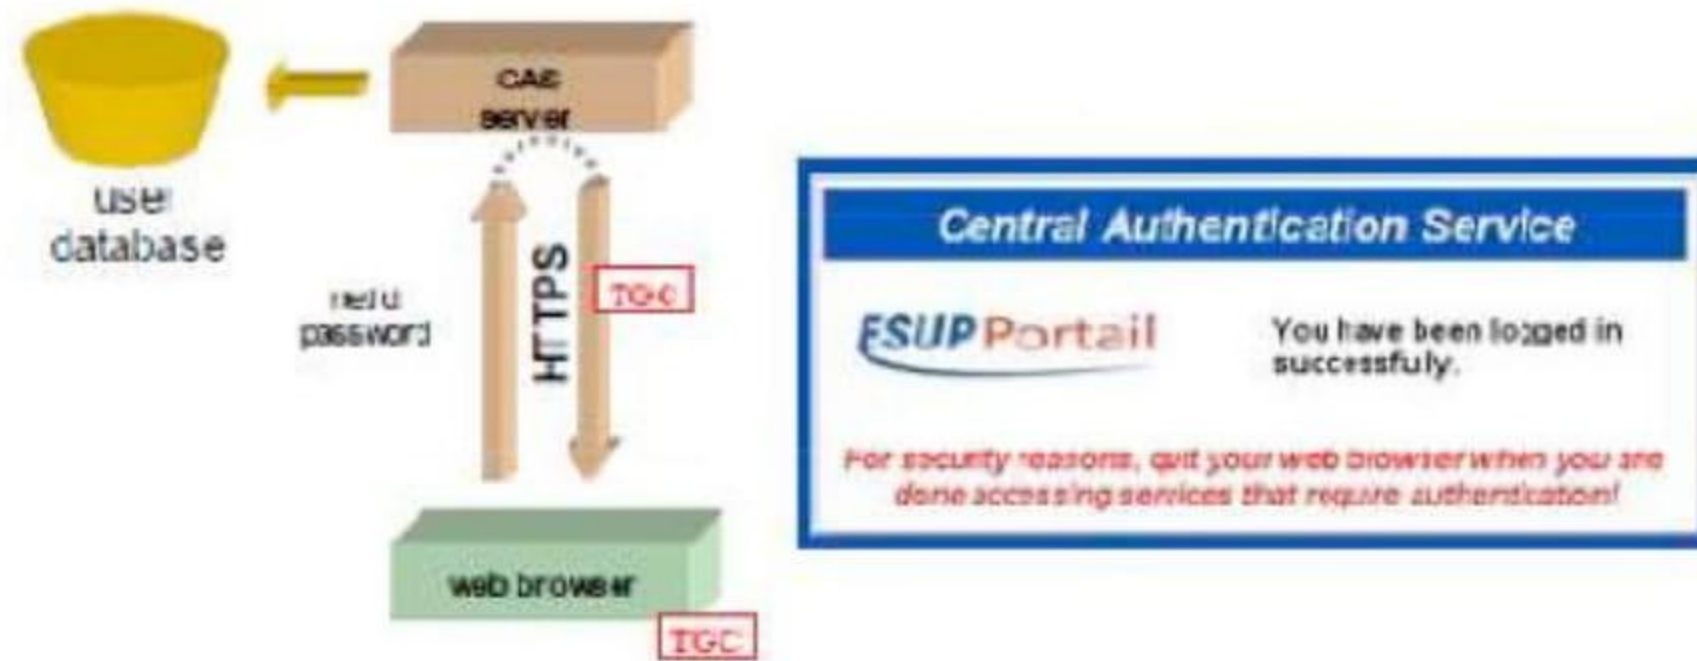 CAS
server
user
database
netId
password
HTTPS
TGC
web browser
TGC
Central Authentication Service
ESUP Portail
You have been logged in
successfuly.
For security reasons, quit your web browser when you are
done accessing services that require authentication!